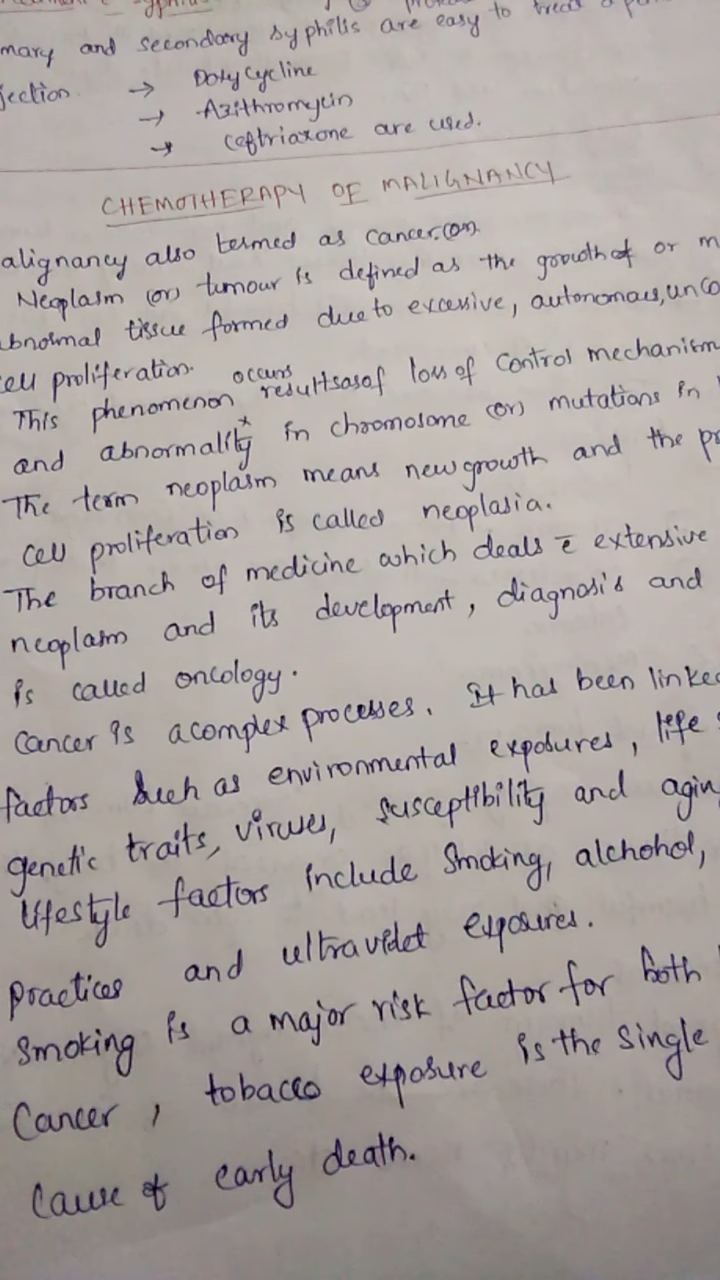 mary and secondary syphilis are easy to treat
jection → Doxycycline
→ Azithromycin
→ ceftriaxone are used.
CHEMOTHERAPY OF MALIGNANCY
alignancy also termed as cancer. (or)
Neoplasm (or) tumour is defined as the growth of or m
bnormal tissue formed due to excessive, autonomous, unco
cell proliferation.
This phenomenon occurs results as of loss of control mechanism
and abnormality in chromosome (or) mutations in
The term neoplasm means new growth and the pr
cell proliferation is called neoplasia.
The branch of medicine which deals c̄ extensive
neoplasm and its development, diagnosis and
is called oncology.
Cancer is a complex processes. It has been linked
factors such as environmental exposures, life s
genetic traits, viruses, susceptibility and agin
Lifestyle factors include smoking, alchohol,
practices and ultraviolet exposures.
Smoking is a major risk factor for both
Cancer, tobacco exposure is the single
Cause of early death.